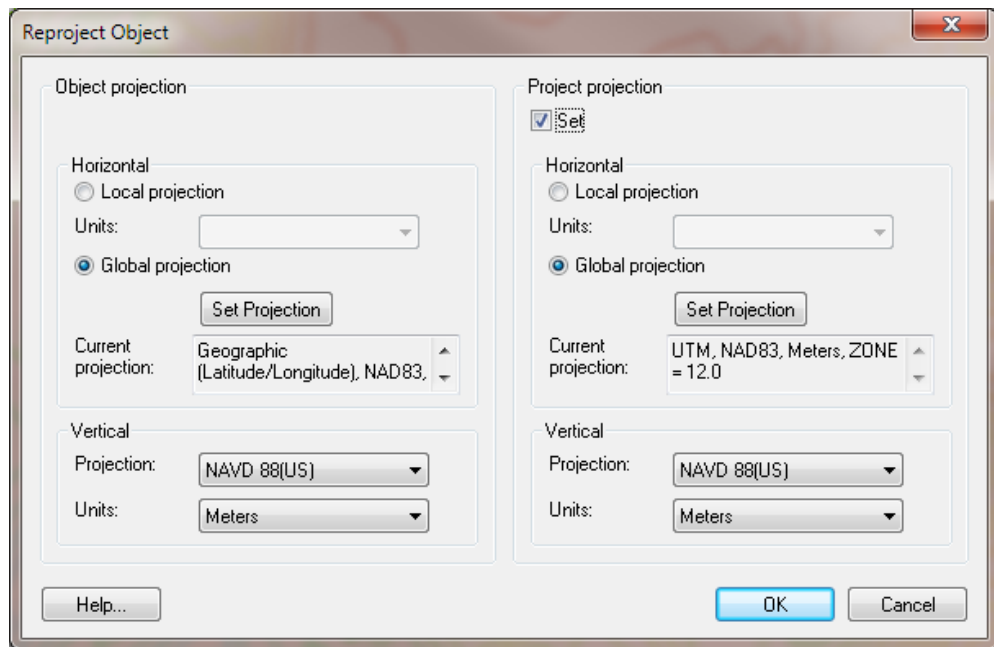 Reproject Object
Object projection
Horizontal
Local projection
Units:
Global projection
Set Projection
Current projection:
Geographic
(Latitude/Longitude), NAD83,
Vertical
Projection:
NAVD 88(US)
Units:
Meters
Project projection
Set
Horizontal
Local projection
Units:
Global projection
Set Projection
Current projection:
UTM, NAD83, Meters, ZONE
= 12.0
Vertical
Projection:
NAVD 88(US)
Units:
Meters
Help...
OK
Cancel